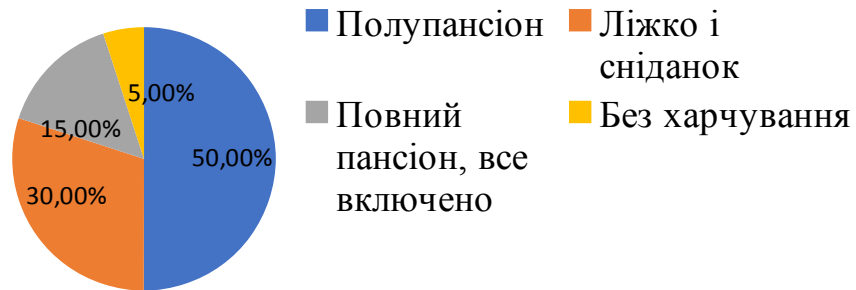 5,00%
15,00%
50,00%
30,00%
Полупансіон
Ліжко і
сніданок
Повний
пансіон, все
включено
Без харчування